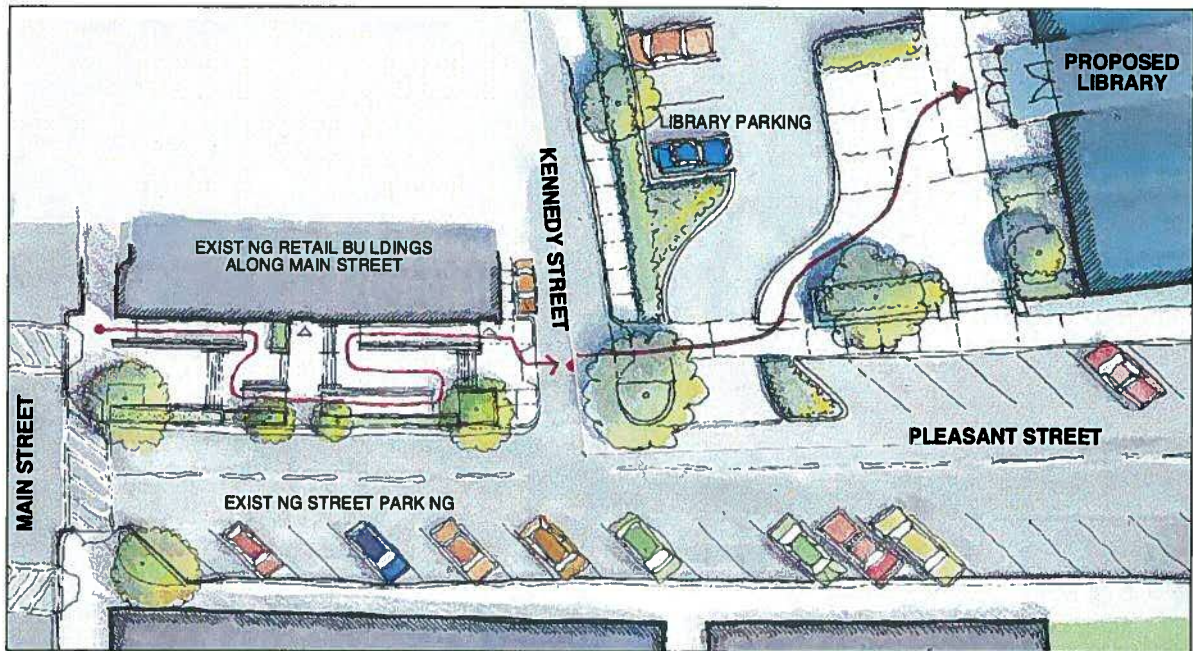 PROPOSED
LIBRARY
LIBRARY PARKING
KENNEDY STREET
EXIST NG RETAIL BU LDINGS
ALONG MAIN STREET
MAIN STREET
PLEASANT STREET
EXIST NG STREET PARK NG